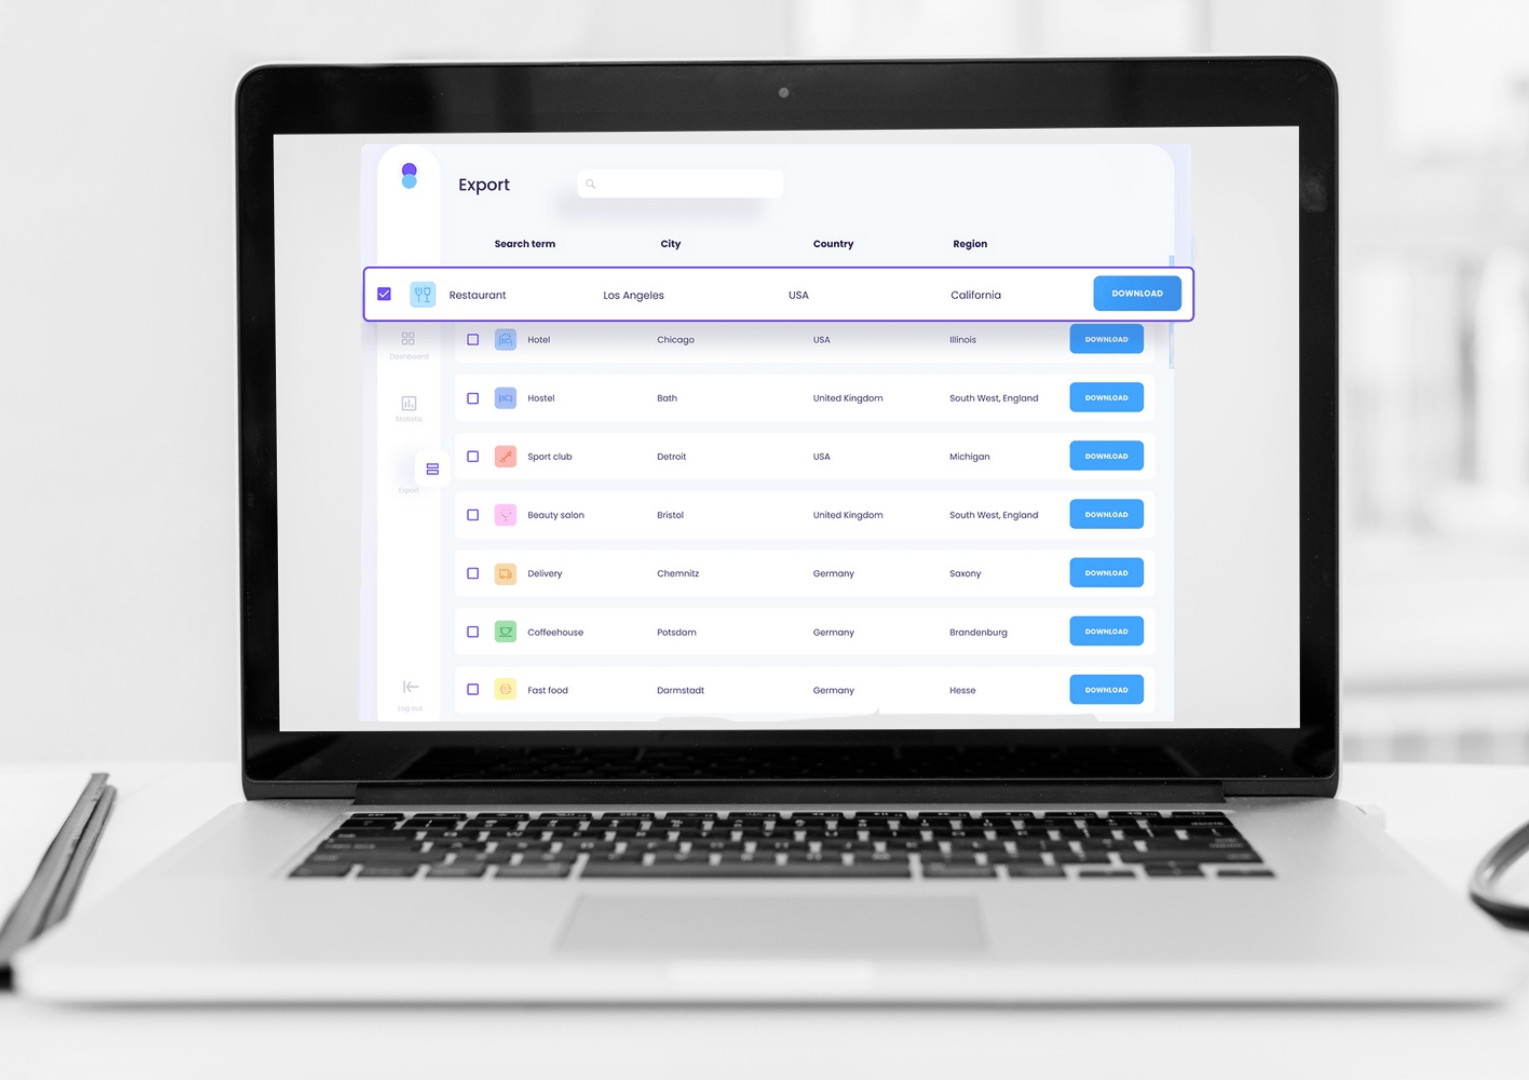 Export
Search term City Country Region
Restaurant Los Angeles USA California DOWNLOAD
Hotel Chicago USA Illinois DOWNLOAD
Dashboard
Hostel Bath United Kingdom South West, England DOWNLOAD
Statistic
Sport club Detroit USA Michigan DOWNLOAD
Export
Beauty salon Bristol United Kingdom South West, England DOWNLOAD
Delivery Chemnitz Germany Saxony DOWNLOAD
Coffeehouse Potsdam Germany Brandenburg DOWNLOAD
Fast food Darmstadt Germany Hesse DOWNLOAD
Log out